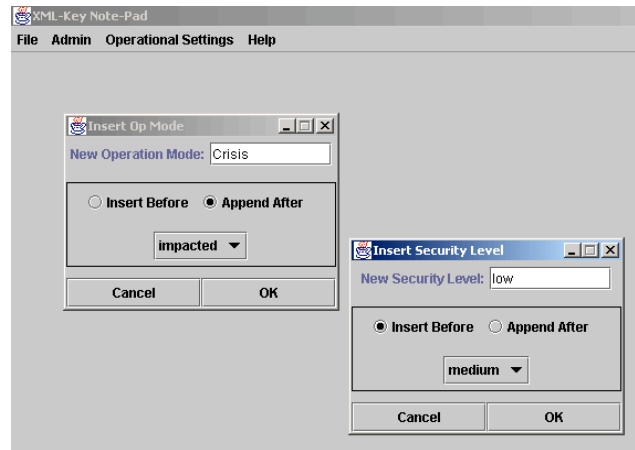 XML-Key Note-Pad
File Admin Operational Settings Help
Insert Op Mode
New Operation Mode: Crisis
Insert Before Append After
impacted
Cancel OK
Insert Security Level
New Security Level: low
Insert Before Append After
medium
Cancel OK